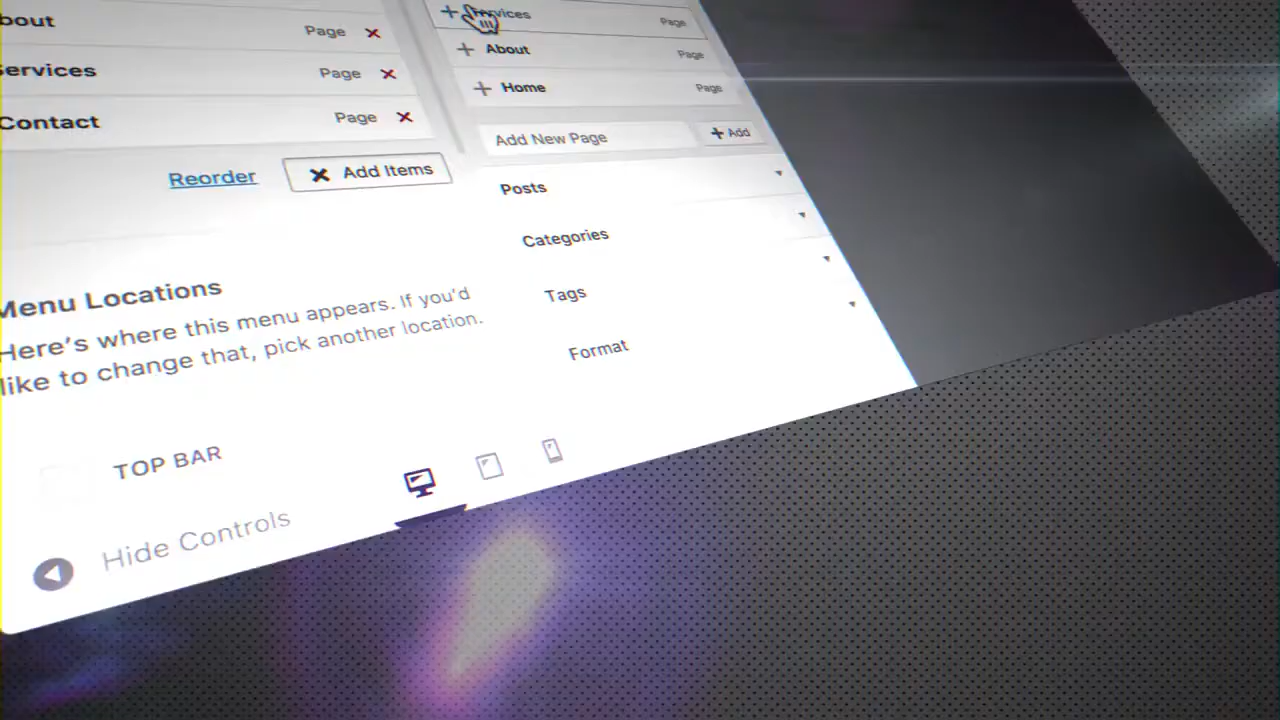 bout Page
Services Page
Contact Page
Reorder Add Items
Menu Locations
Here's where this menu appears. If you'd
like to change that, pick another location.
TOP BAR
Hide Controls
Services Page
About Page
Home Page
Add New Page Add
Posts
Categories
Tags
Format